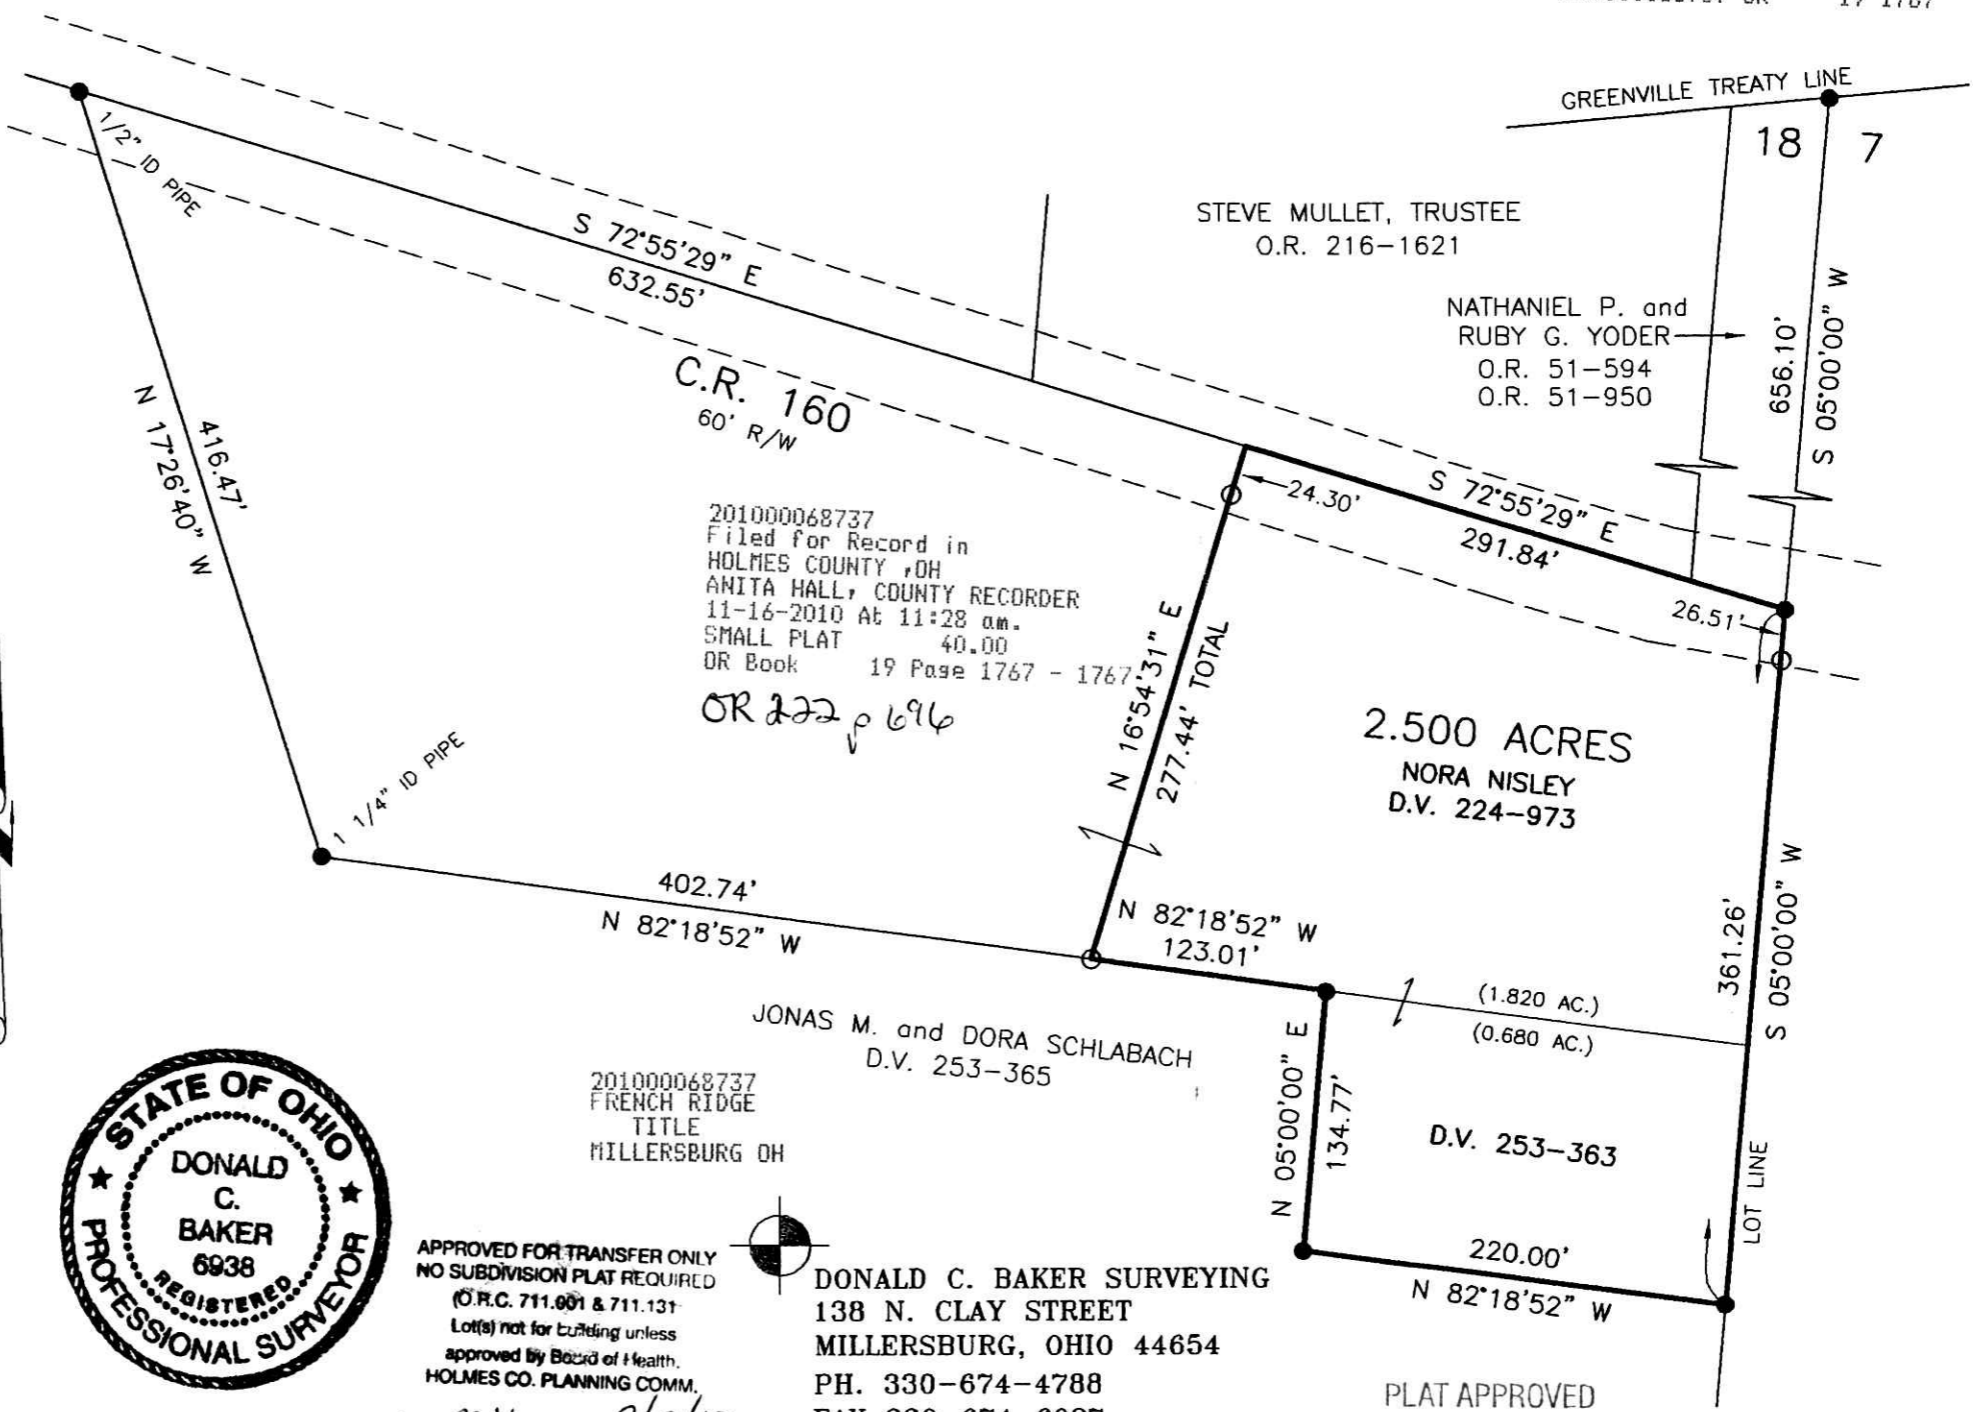 19 1767
GREENVILLE TREATY LINE
18 7
1/2" ID PIPE
S 72°55'29" E
632.55'
STEVE MULLET, TRUSTEE
O.R. 216-1621
NATHANIEL P. and
RUBY G. YODER
O.R. 51-594
O.R. 51-950
656.10'
S 05°00'00" W
C.R. 160
60' R/W
416.47'
N 17°26'40" W
24.30'
S 72°55'29" E
291.84'
26.51'
201000068737
Filed for Record in
HOLMES COUNTY ,OH
ANITA HALL, COUNTY RECORDER
11-16-2010 At 11:28 am.
SMALL PLAT 40.00
OR Book 19 Page 1767 - 1767
OR 222 p 696
N 16°54'31" E
277.44' TOTAL
2.500 ACRES
NORA NISLEY
D.V. 224-973
1 1/4" ID PIPE
402.74'
N 82°18'52" W
N 82°18'52" W
123.01'
361.26'
S 05°00'00" W
(1.820 AC.)
(0.680 AC.)
JONAS M. and DORA SCHLABACH
D.V. 253-365
N 05°00'00" E
134.77'
D.V. 253-363
LOT LINE
220.00'
N 82°18'52" W
201000068737
FRENCH RIDGE
TITLE
MILLERSBURG OH
STATE OF OHIO
DONALD
C.
BAKER
6938
REGISTERED
PROFESSIONAL SURVEYOR
APPROVED FOR TRANSFER ONLY
NO SUBDIVISION PLAT REQUIRED
(O.R.C. 711.001 & 711.131
Lot(s) not for building unless
approved by Board of Health.
HOLMES CO. PLANNING COMM.
DONALD C. BAKER SURVEYING
138 N. CLAY STREET
MILLERSBURG, OHIO 44654
PH. 330-674-4788
PLAT APPROVED